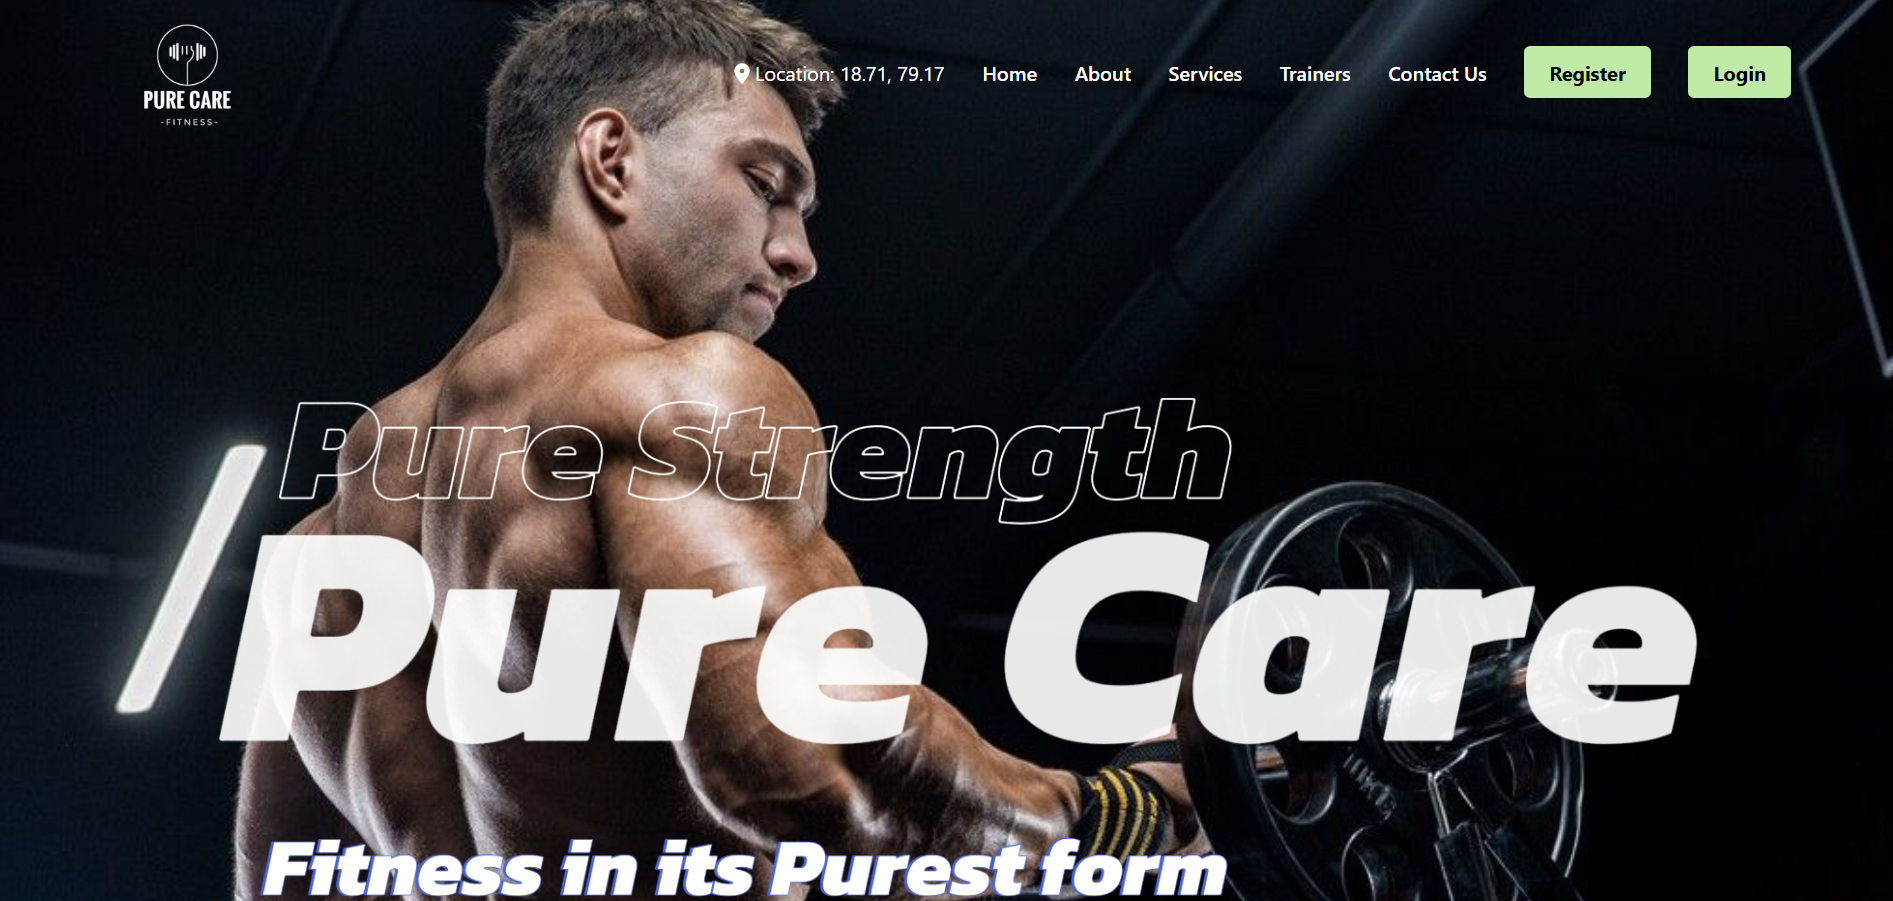 PURE CARE
-FITNESS-
Location: 18.71, 79.17 Home About Services Trainers Contact Us Register Login
Pure Strength
Pure Care
10KG
Fitness in its Purest form